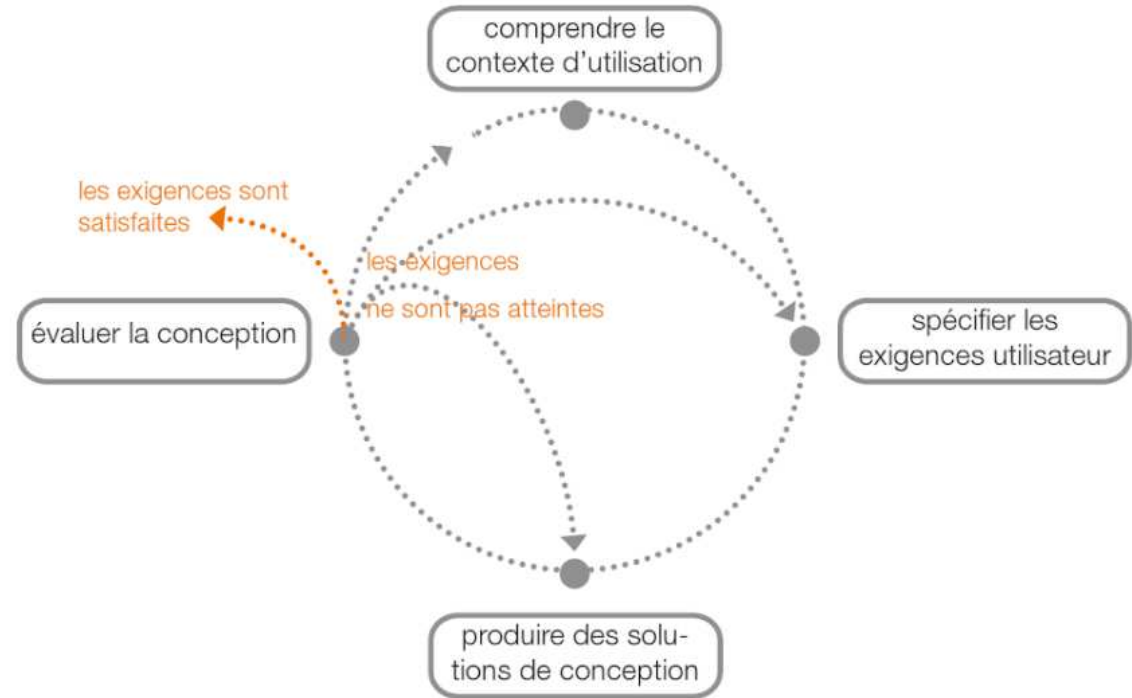 comprendre le
contexte d'utilisation
les exigences sont
satisfaites
les exigences
ne sont pas atteintes
évaluer la conception
spécifier les
exigences utilisateur
produire des solu-
tions de conception